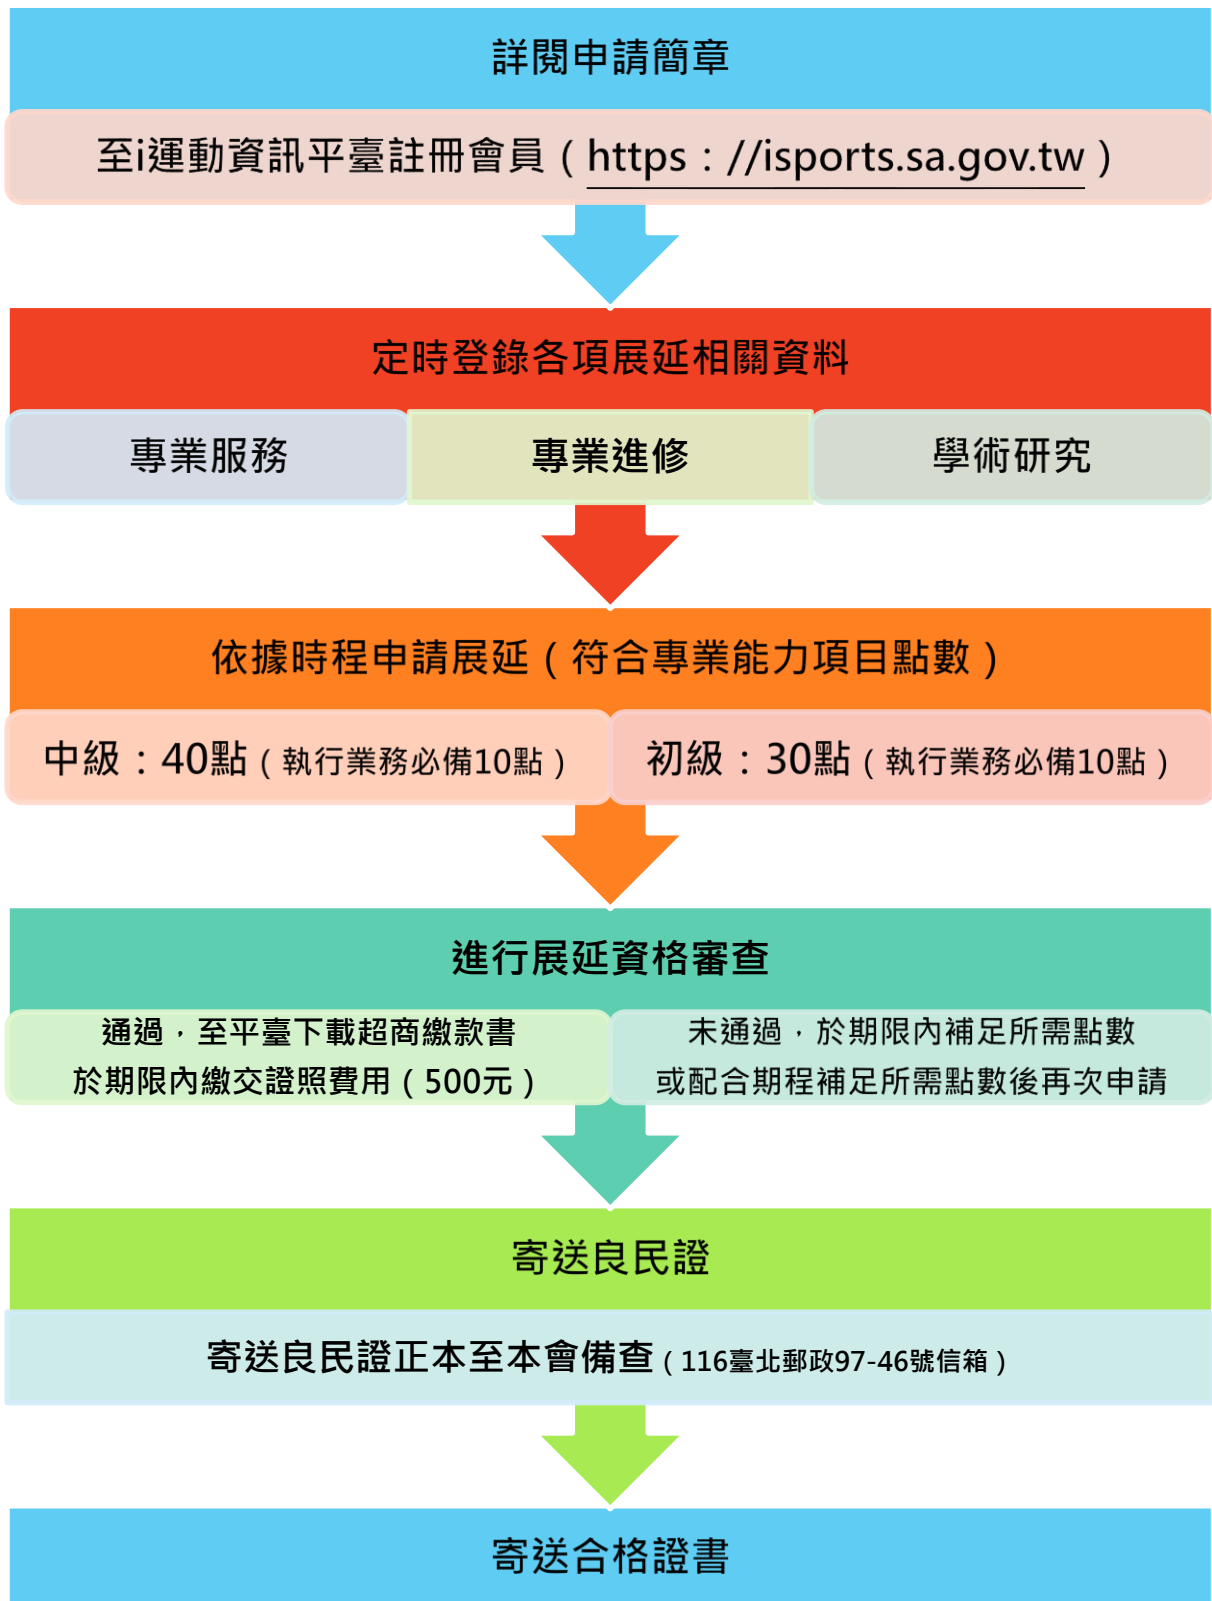 詳閱申請簡章
至i運動資訊平臺註冊會員（https：//isports.sa.gov.tw）
定時登錄各項展延相關資料
專業服務
專業進修
學術研究
依據時程申請展延（符合專業能力項目點數）
中級：40點（執行業務必備10點）
初級：30點（執行業務必備10點）
進行展延資格審查
通過，至平臺下載超商繳款書
於期限內繳交證照費用（500元）
未通過，於期限內補足所需點數
或配合期程補足所需點數後再次申請
寄送良民證
寄送良民證正本至本會備查（116臺北郵政97-46號信箱）
寄送合格證書